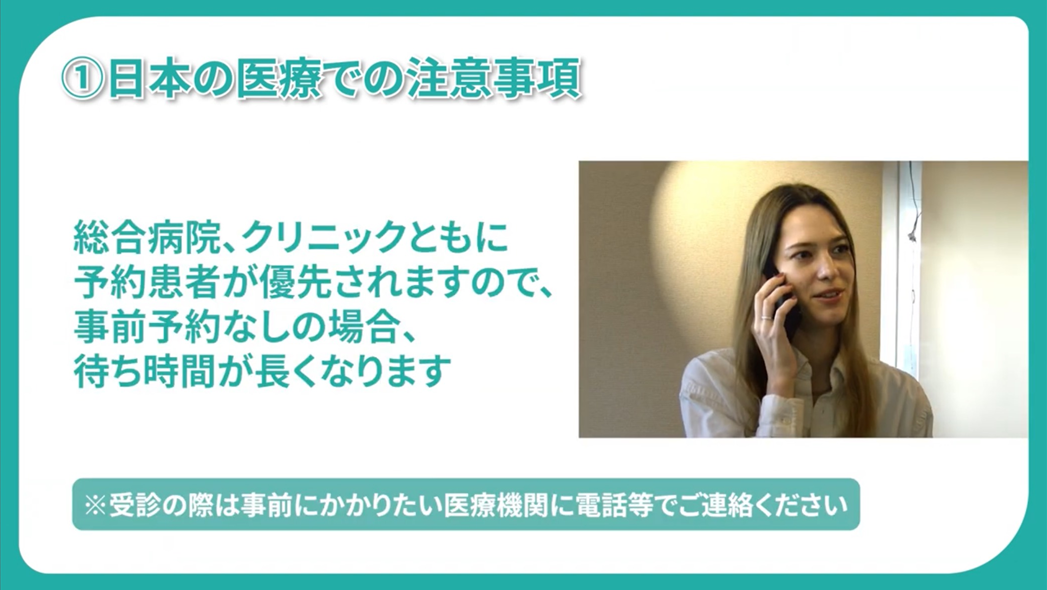 ①日本の医療での注意事項
総合病院、クリニックともに
予約患者が優先されますので、
事前予約なしの場合、
待ち時間が長くなります
※受診の際は事前にかかりたい医療機関に電話等でご連絡ください